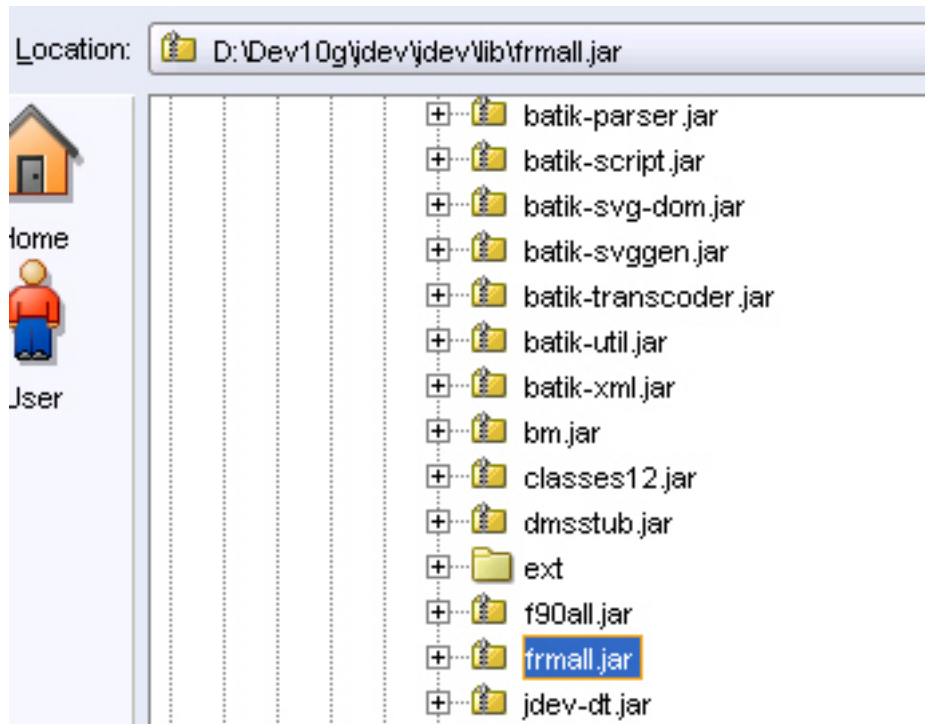 Location: D:\Dev10g\jdev\jdev\lib\frmall.jar
batik-parser.jar
batik-script.jar
batik-svg-dom.jar
Home
batik-svggen.jar
batik-transcoder.jar
batik-util.jar
User
batik-xml.jar
bm.jar
classes12.jar
dmsstub.jar
ext
f90all.jar
frmall.jar
jdev-dt.jar